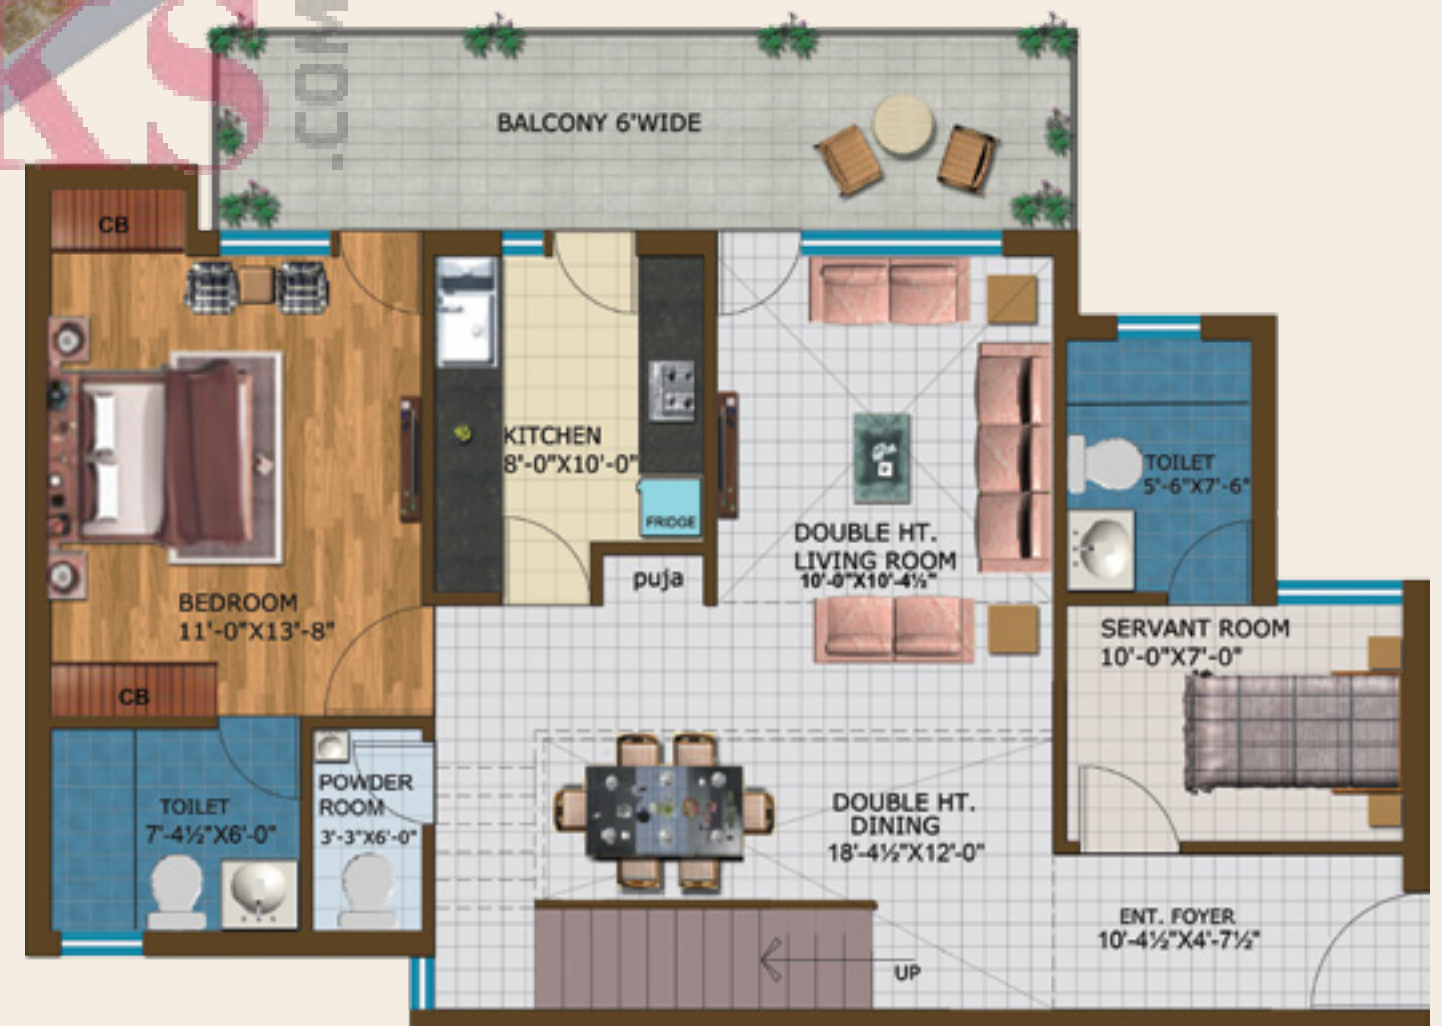 KS
.COM
BALCONY 6'WIDE
CB
KITCHEN
8'-0"X10'-0"
FRIDGE
puja
DOUBLE HT.
LIVING ROOM
10'-0"X10'-4½"
TOILET
5'-6"X7'-6"
BEDROOM
11'-0"X13'-8"
SERVANT ROOM
10'-0"X7'-0"
CB
TOILET
7'-4½"X6'-0"
POWDER
ROOM
3'-3"X6'-0"
DOUBLE HT.
DINING
18'-4½"X12'-0"
ENT. FOYER
10'-4½"X4'-7½"
UP